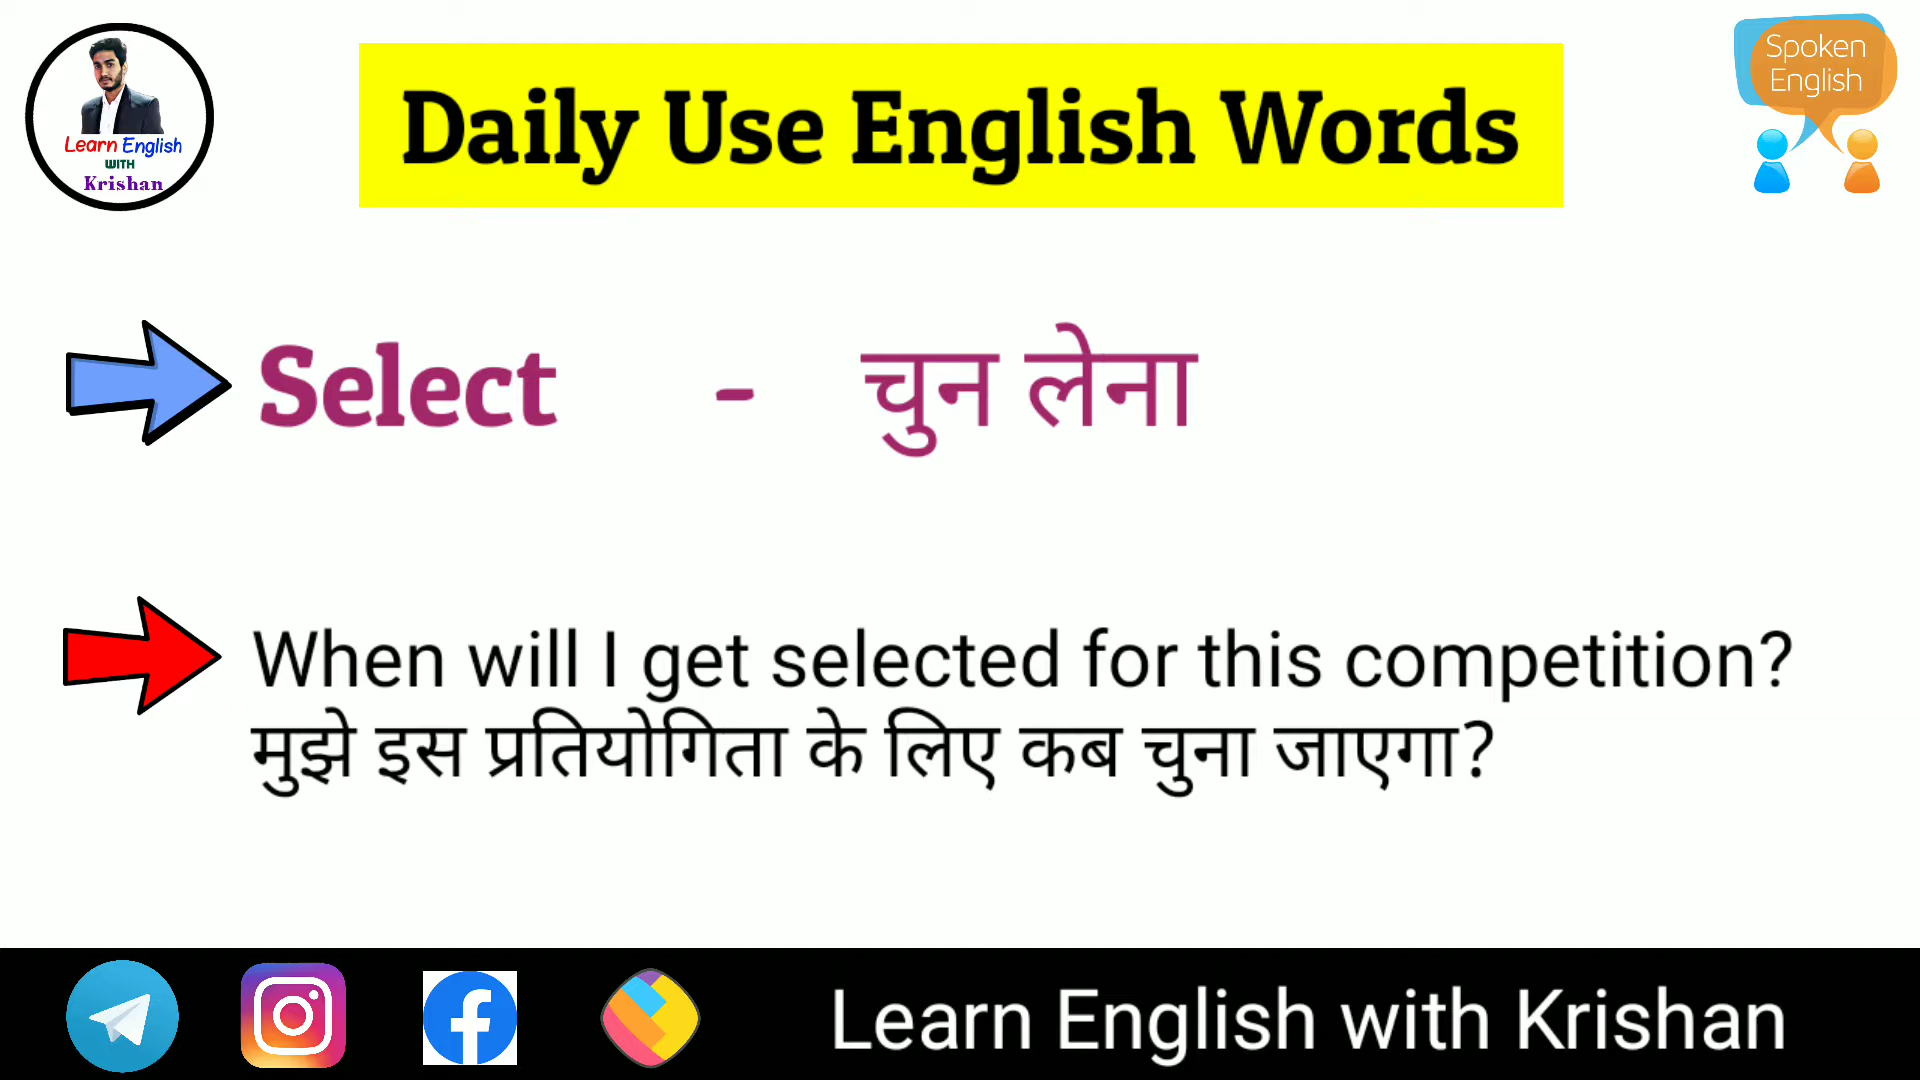 Learn English
WITH
Krishan
Daily Use English Words
Spoken
English
Select - चुन लेना
When will I get selected for this competition?
मुझे इस प्रतियोगिता के लिए कब चुना जाएगा?
Learn English with Krishan